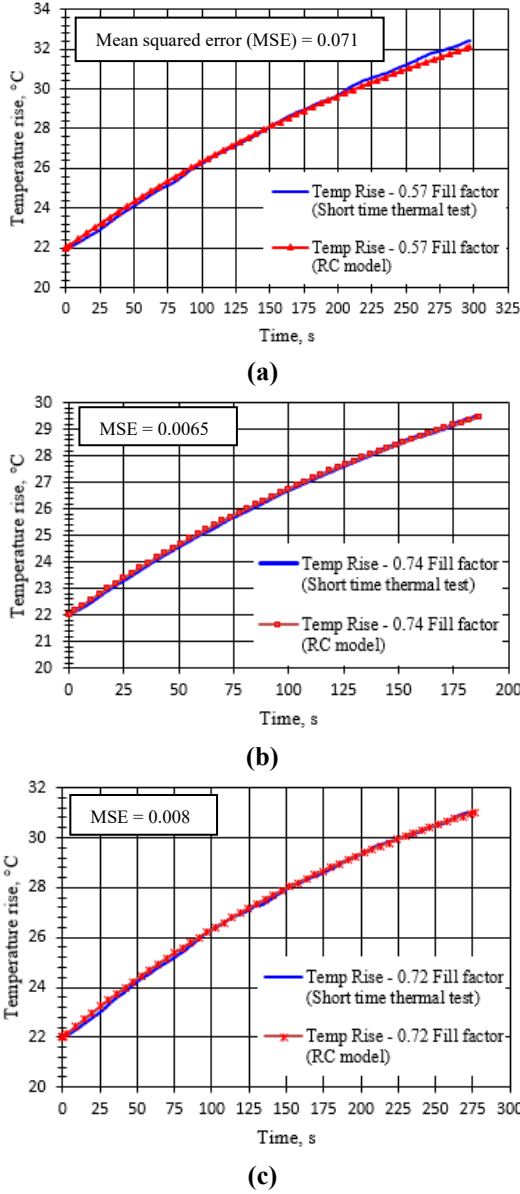 34
32
30
28
26
24
22
20
Temperature rise, °C
Mean squared error (MSE) = 0.071
Temp Rise - 0.57 Fill factor
(Short time thermal test)
Temp Rise - 0.57 Fill factor
(RC model)
0 25 50 75 100 125 150 175 200 225 250 275 300 325
Time, s
(a)
30
29
28
27
26
25
24
23
22
21
20
Temperature rise, °C
MSE = 0.0065
Temp Rise - 0.74 Fill factor
(Short time thermal test)
Temp Rise - 0.74 Fill factor
(RC model)
0 25 50 75 100 125 150 175 200
Time, s
(b)
32
30
28
26
24
22
20
Temperature rise, °C
MSE = 0.008
Temp Rise - 0.72 Fill factor
(Short time thermal test)
Temp Rise - 0.72 Fill factor
(RC model)
0 25 50 75 100 125 150 175 200 225 250 275 300
Time, s
(c)